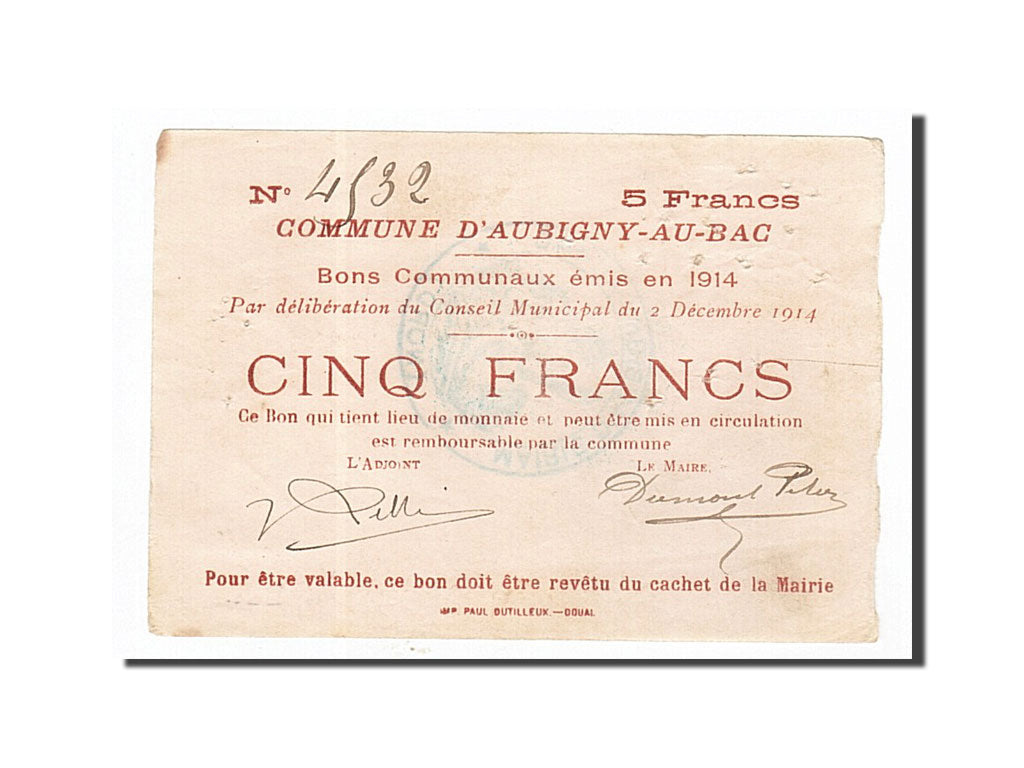 N° 4532 5 Francs
COMMUNE D'AUBIGNY-AU-BAC
Bons Communaux émis en 1914
Par délibération du Conseil Municipal du 2 Décembre 1914
CINQ FRANCS
Ce Bon qui tient lieu de monnaie et peut être mis en circulation
est remboursable par la commune
L'ADJOINT LE MAIRE,
Dumont
Pour être valable, ce bon doit être revêtu du cachet de la Mairie
IMP. PAUL DUTILLEUX.—DOUAI.